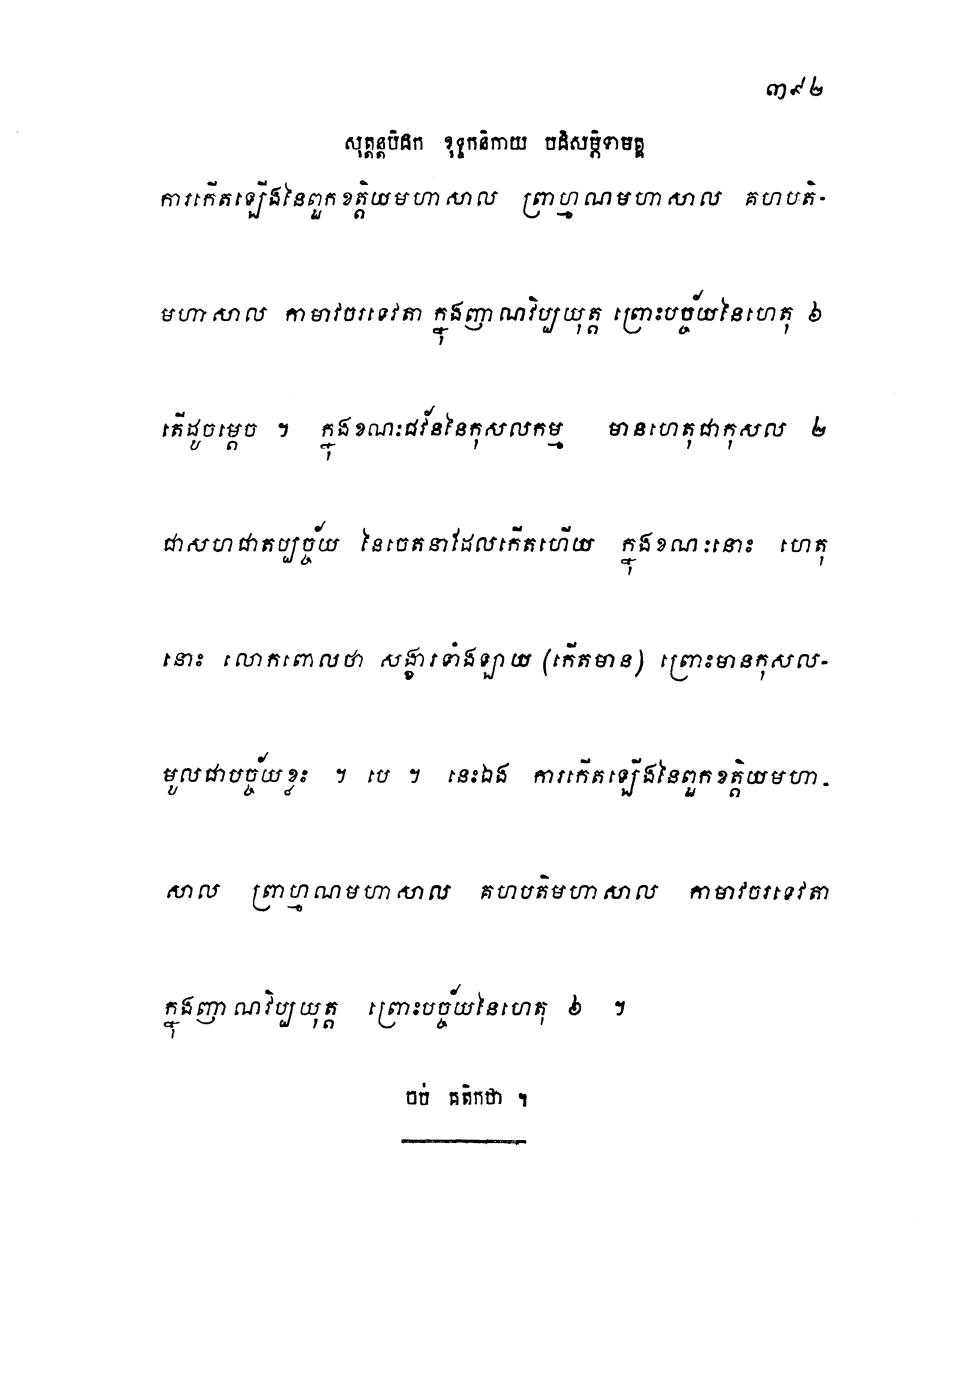 ៣៩២
សុត្តន្តបិដក ខុទ្ទកនិកាយ បដិសម្ភិទាមគ្គ
ការកើតឡើងនៃពួកខត្តិយមហាសាល ព្រាហ្មណមហាសាល គហបតិ-
មហាសាល កាមាវចរទេវតា ក្នុងញាណវិប្បយុត្ត ព្រោះបច្ច័យនៃហេតុ ៦
តើដូចម្តេច ។ ក្នុងខណៈជវ័ននៃកុសលកម្ម មានហេតុជាកុសល ២
ជាសហជាតប្បច្ច័យ នៃចេតនាដែលកើតហើយ ក្នុងខណៈនោះ ហេតុ
នោះ លោកពោលថា សង្ខារទាំងឡាយ (កើតមាន) ព្រោះមានកុសល-
មូលជាបច្ច័យខ្លះ ។ បេ ។ នេះឯង ការកើតឡើងនៃពួកខត្តិយមហា-
សាល ព្រាហ្មណមហាសាល គហបតិមហាសាល កាមាវចរទេវតា
ក្នុងញាណវិប្បយុត្ត ព្រោះបច្ច័យនៃហេតុ ៦ ។
ចប់ គតិកថា ។